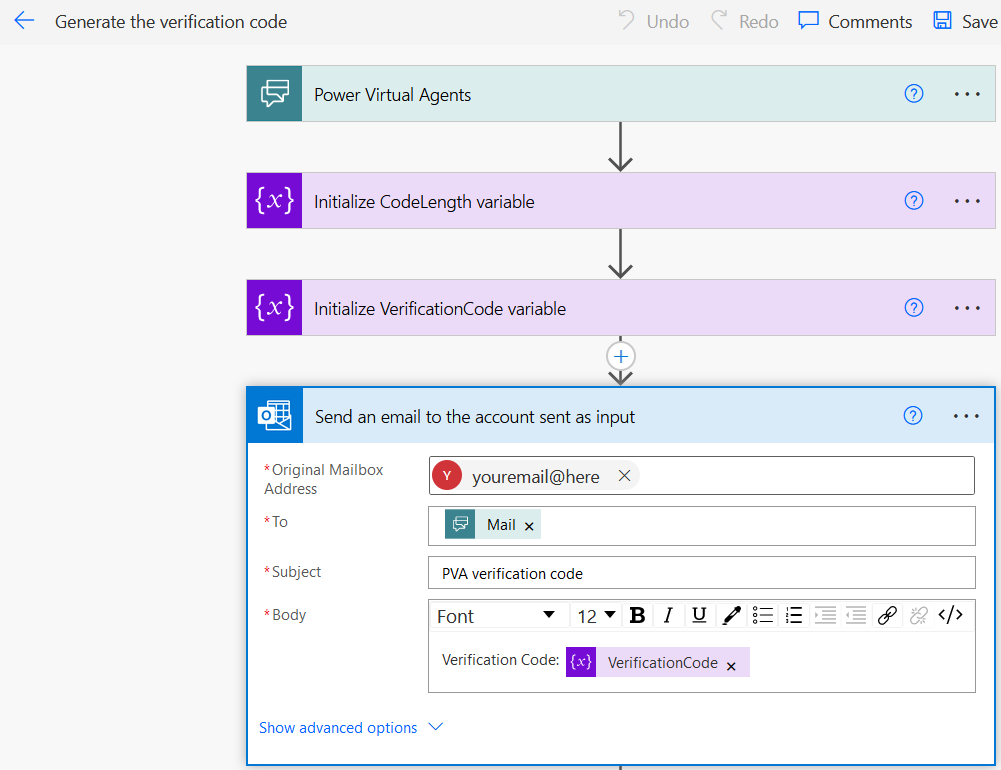 Generate the verification code
Undo
Redo
Comments
Save
Power Virtual Agents
{x} Initialize CodeLength variable
{x} Initialize VerificationCode variable
Send an email to the account sent as input
* Original Mailbox Address
Y youremail@here
* To
Mail
* Subject
PVA verification code
* Body
Font 12 B I U </>
Verification Code: {x} VerificationCode
Show advanced options